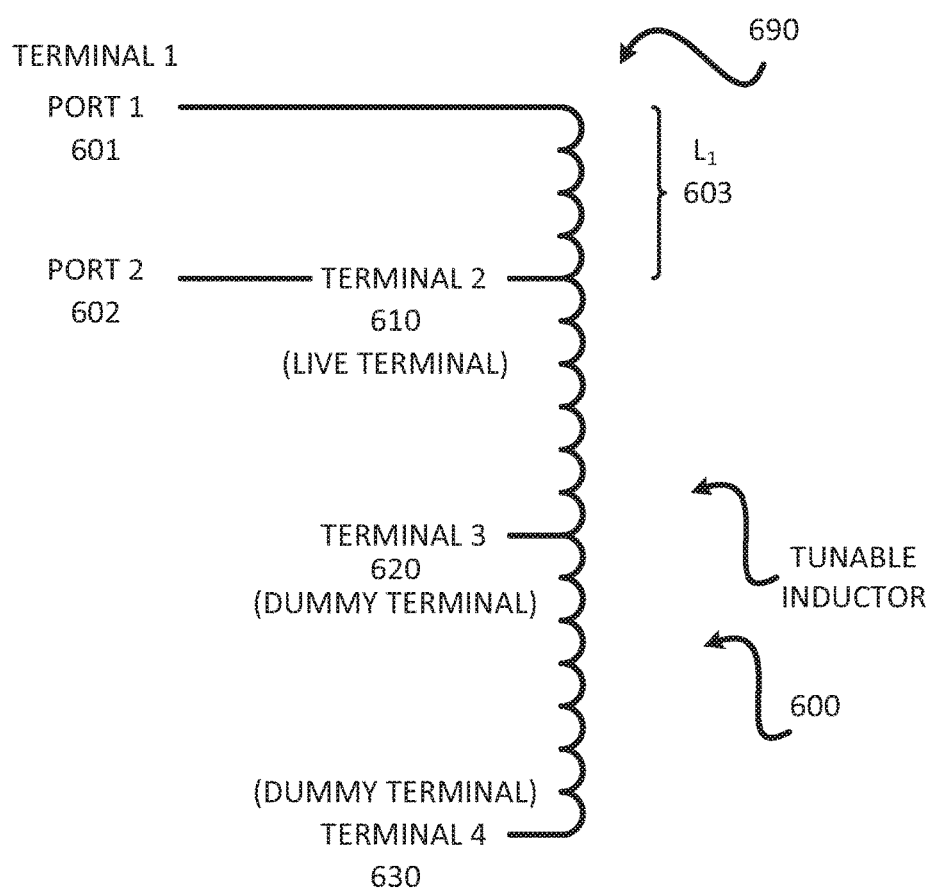 690
TERMINAL 1
PORT 1
601
L₁
603
PORT 2
602
TERMINAL 2
610
(LIVE TERMINAL)
TERMINAL 3
620
(DUMMY TERMINAL)
TUNABLE
INDUCTOR
600
(DUMMY TERMINAL)
TERMINAL 4
630